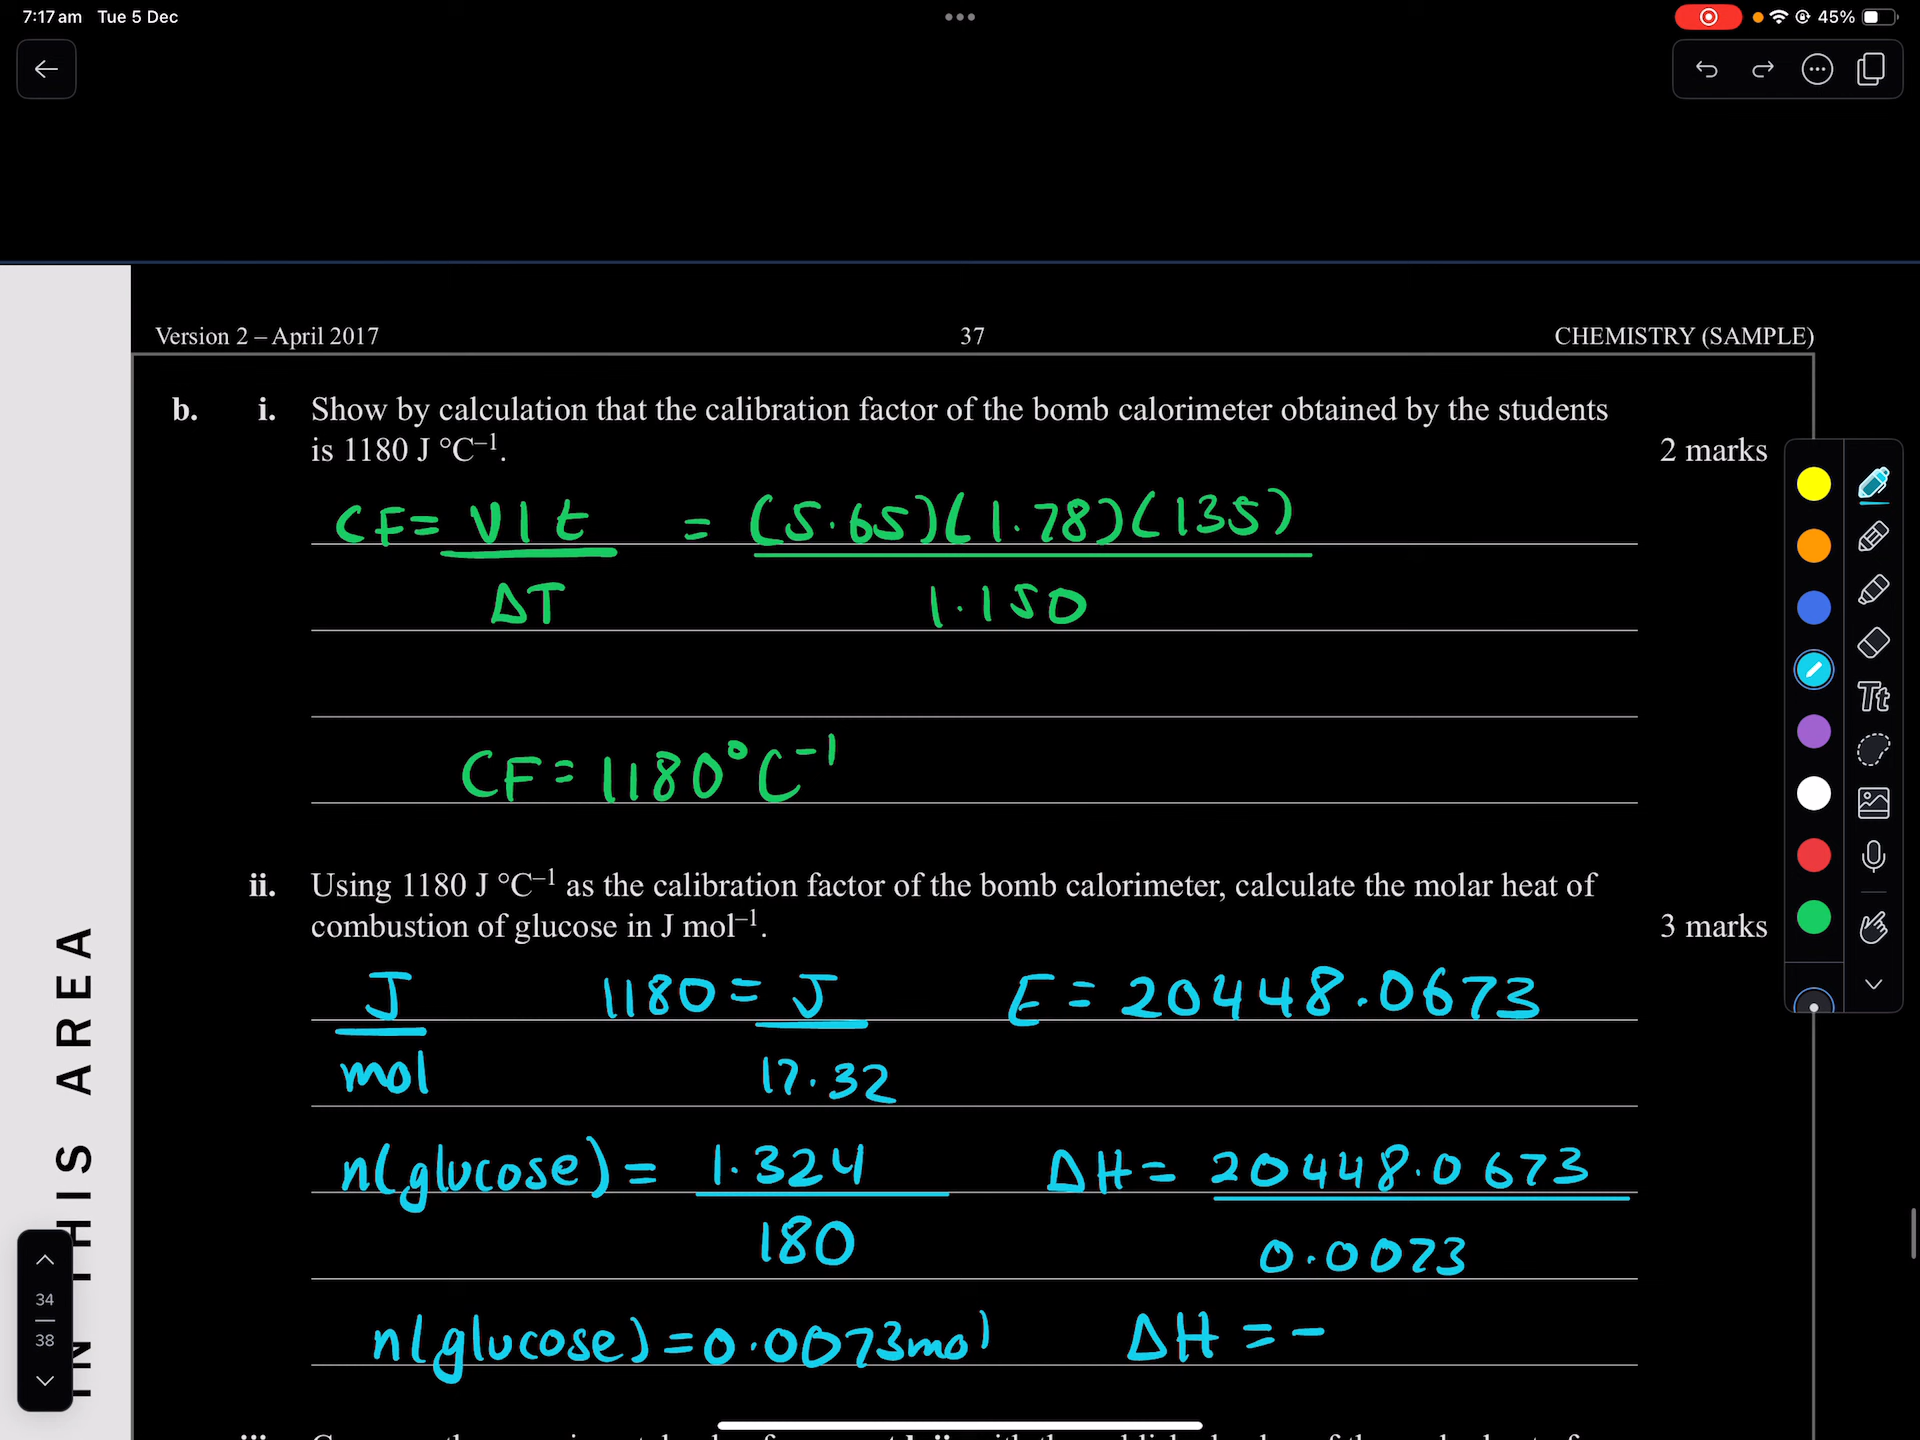 7:17 am Tue 5 Dec
45%
Version 2 – April 2017 37 CHEMISTRY (SAMPLE)
b. i. Show by calculation that the calibration factor of the bomb calorimeter obtained by the students
is 1180 J °C⁻¹. 2 marks
CF = VIt = (5.65)(1.78)(135)
ΔT 1.150
CF = 1180°C⁻¹
ii. Using 1180 J °C⁻¹ as the calibration factor of the bomb calorimeter, calculate the molar heat of
combustion of glucose in J mol⁻¹. 3 marks
J 1180 = J E = 20448.0673
mol 17.32
n(glucose) = 1.324 ΔH = 20448.0673
180 0.0073
n(glucose) = 0.0073mol ΔH = -
IN THIS AREA
34
38
Tt